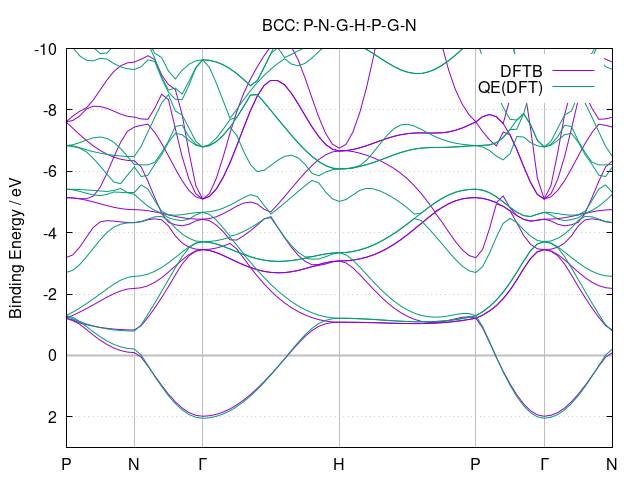 BCC: P-N-G-H-P-G-N
-10
-8
-6
-4
-2
0
2
Binding Energy / eV
DFTB
QE(DFT)
P N Γ H P Γ N